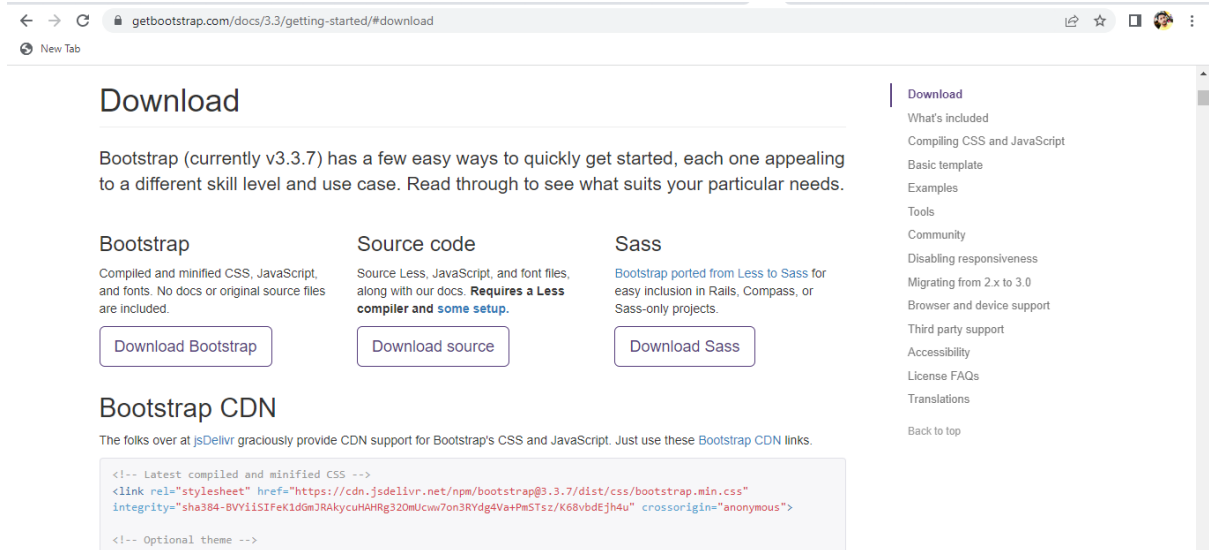 getbootstrap.com/docs/3.3/getting-started/#download
New Tab
Download
Bootstrap (currently v3.3.7) has a few easy ways to quickly get started, each one appealing
to a different skill level and use case. Read through to see what suits your particular needs.
Bootstrap
Compiled and minified CSS, JavaScript,
and fonts. No docs or original source files
are included.
Download Bootstrap
Source code
Source Less, JavaScript, and font files,
along with our docs. Requires a Less
compiler and some setup.
Download source
Sass
Bootstrap ported from Less to Sass for
easy inclusion in Rails, Compass, or
Sass-only projects.
Download Sass
Bootstrap CDN
The folks over at jsDelivr graciously provide CDN support for Bootstrap's CSS and JavaScript. Just use these Bootstrap CDN links.
<!-- Latest compiled and minified CSS -->
<link rel="stylesheet" href="https://cdn.jsdelivr.net/npm/bootstrap@3.3.7/dist/css/bootstrap.min.css"
integrity="sha384-BVYiiSIFeK1dGmJRAkycuHAHRg32OmUcww7on3RYdg4Va+PmSTsz/K68vbdEjh4u" crossorigin="anonymous">
<!-- Optional theme -->
Download
What's included
Compiling CSS and JavaScript
Basic template
Examples
Tools
Community
Disabling responsiveness
Migrating from 2.x to 3.0
Browser and device support
Third party support
Accessibility
License FAQs
Translations
Back to top